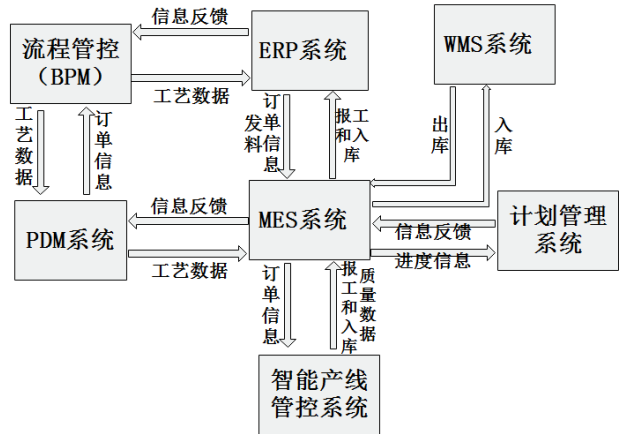 信息反馈
流程管控
（BPM）
ERP系统
WMS系统
工艺数据
工艺数据
订单信息
发料
订单信息
报工
和入库
出库
入库
信息反馈
PDM系统
MES系统
工艺数据
信息反馈
进度信息
计划管理
系统
订单信息
报工和入库
质量数据
智能产线
管控系统